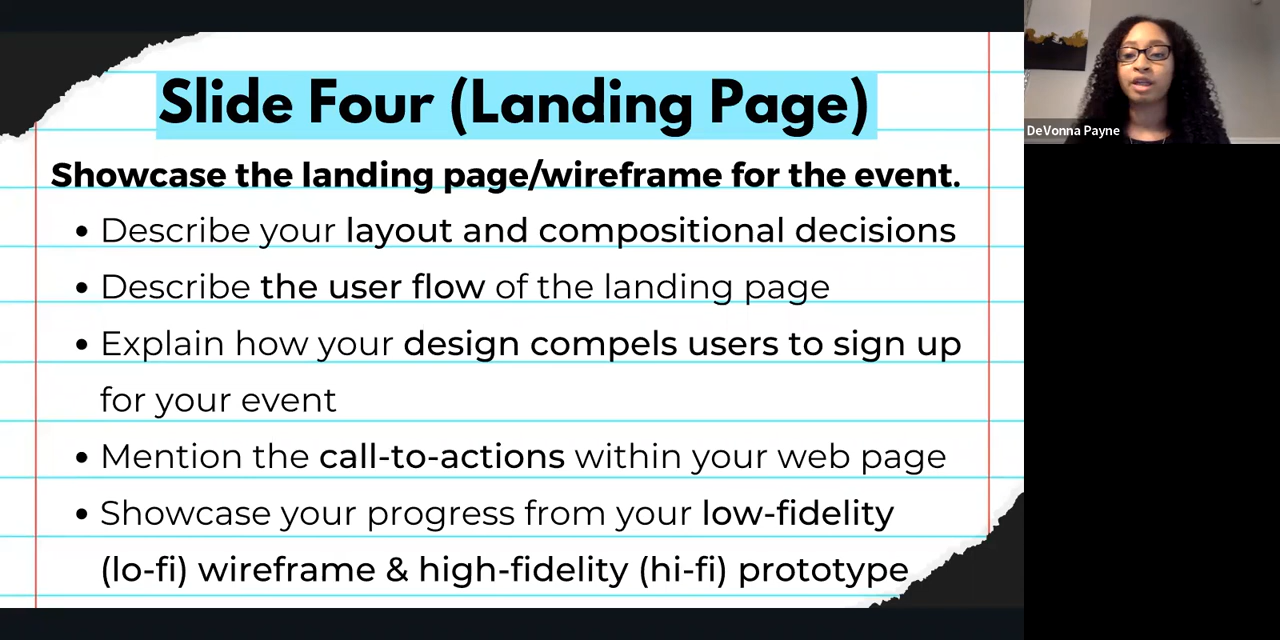 Slide Four (Landing Page)
Showcase the landing page/wireframe for the event.
• Describe your layout and compositional decisions
• Describe the user flow of the landing page
• Explain how your design compels users to sign up
for your event
• Mention the call-to-actions within your web page
• Showcase your progress from your low-fidelity
(lo-fi) wireframe & high-fidelity (hi-fi) prototype
DeVonna Payne